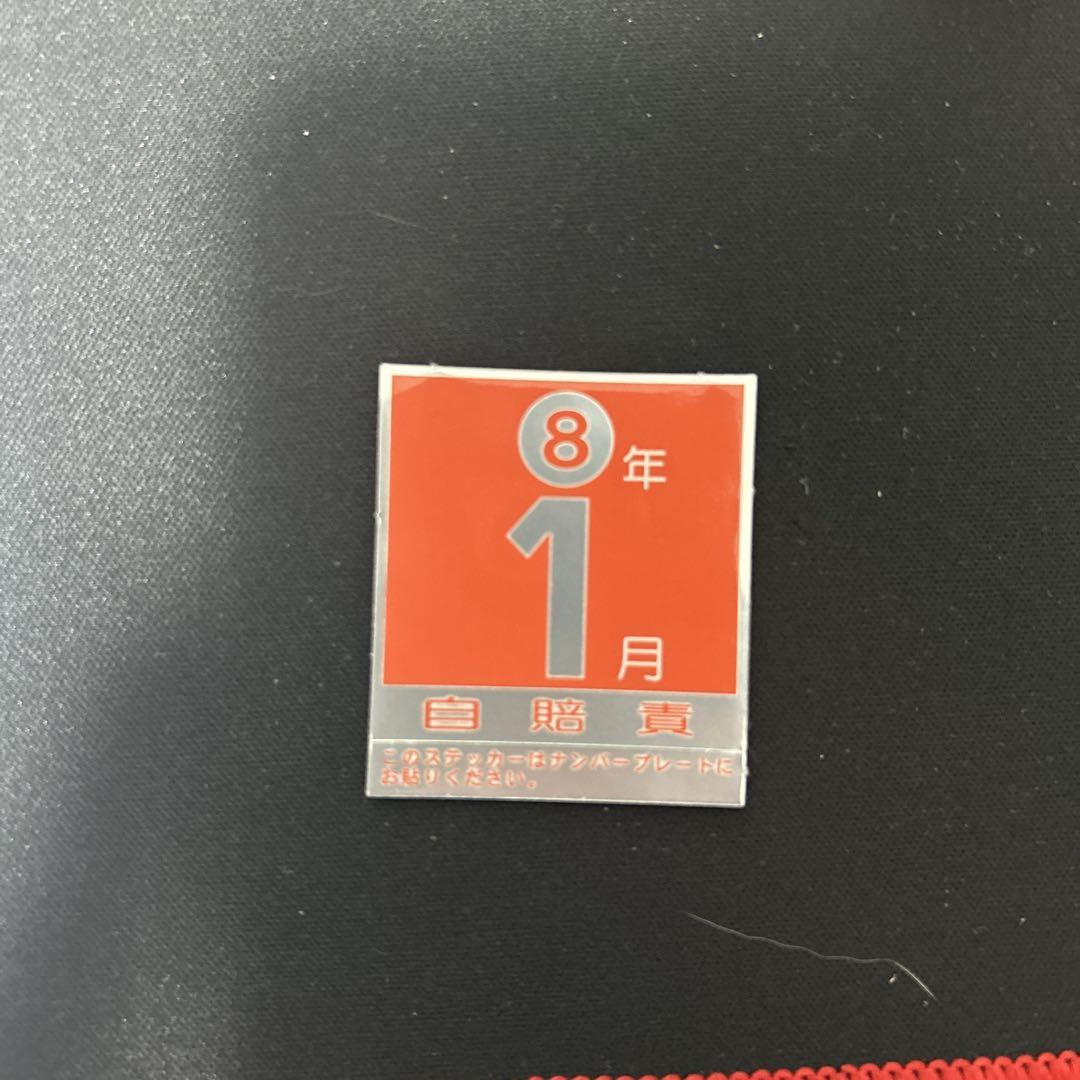 8年
1月
自賠責
このステッカーはナンバープレートに
お貼りください。